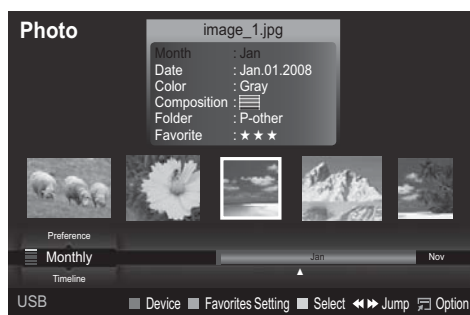 Photo
image_1.jpg
Month : Jan
Date : Jan.01.2008
Color : Gray
Composition :
Folder : P-other
Favorite : ★ ★ ★
Preference
Monthly
Jan
Nov
Timeline
USB
Device
Favorites Setting
Select
Jump
Option